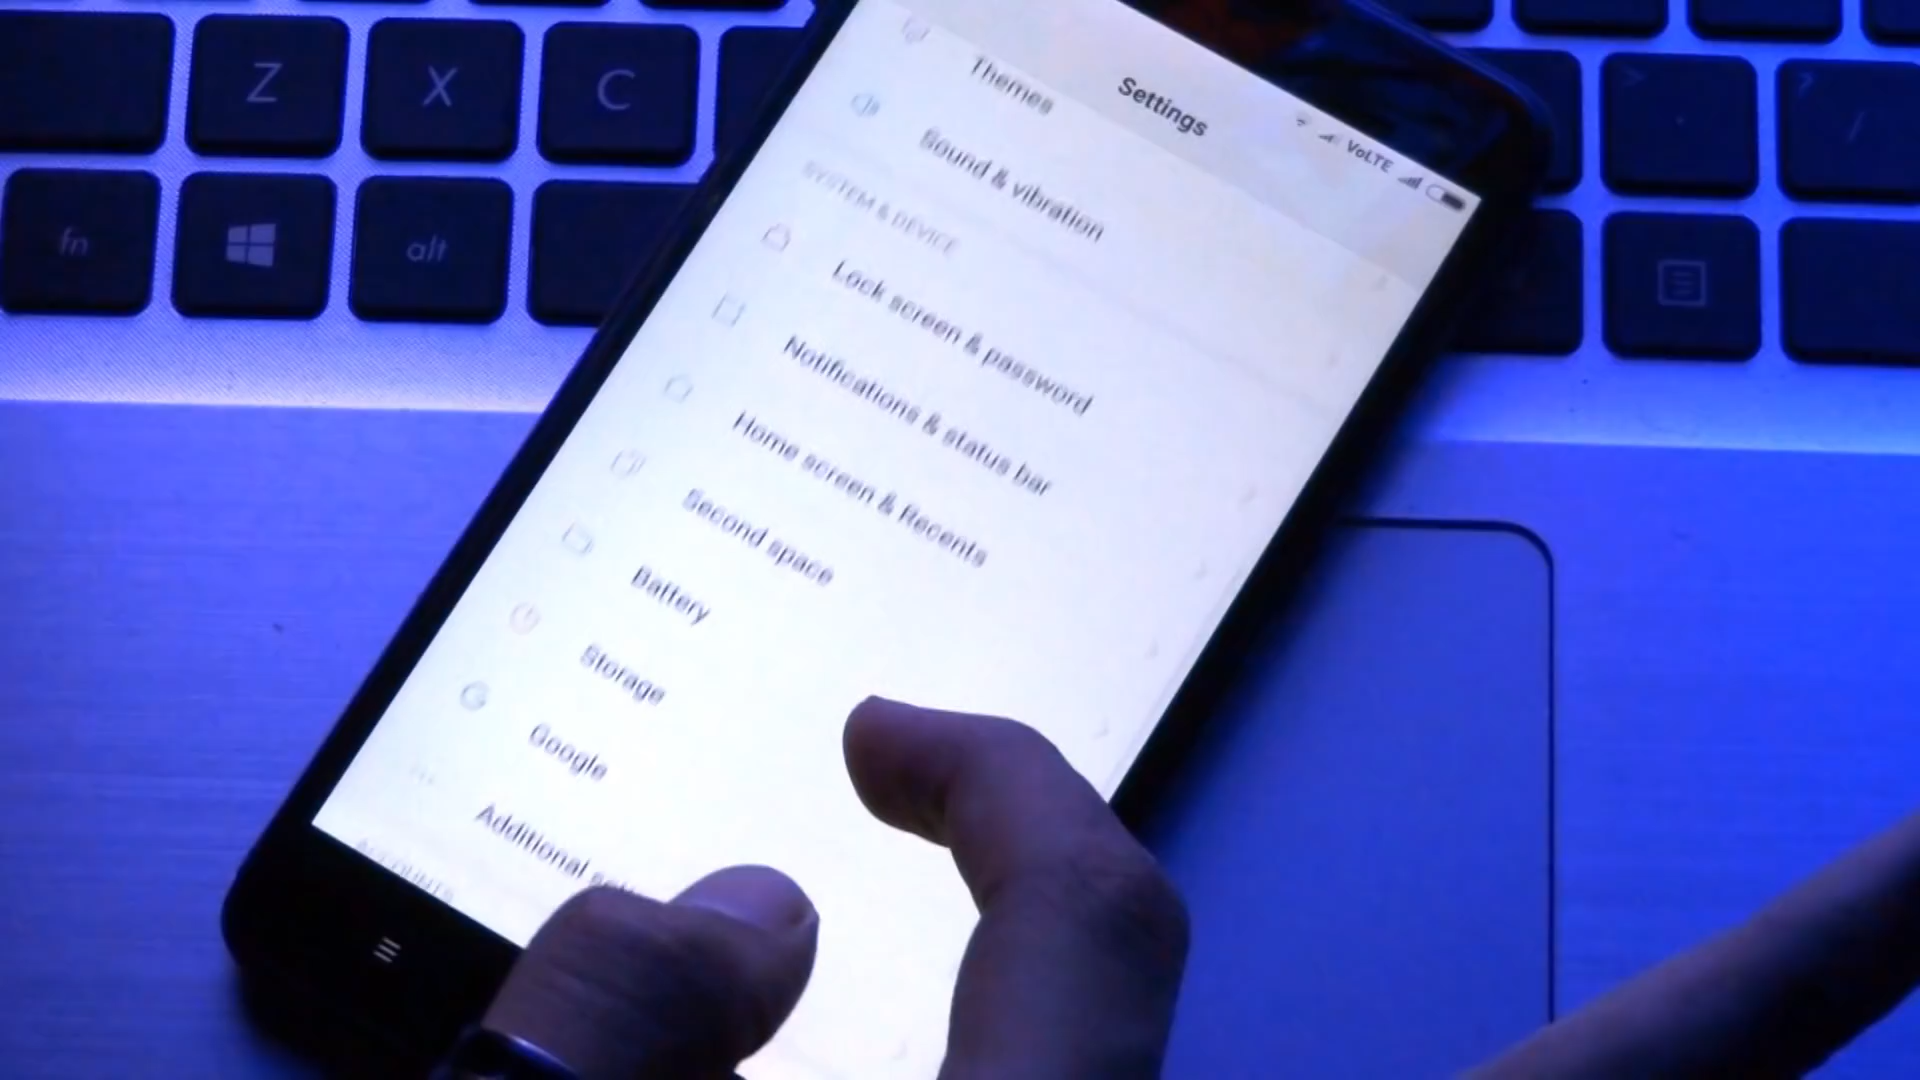 Z X C
fn alt
> ?
. /
VoLTE
Settings
Themes
Sound & vibration
SYSTEM & DEVICE
Lock screen & password
Notifications & status bar
Home screen & Recents
Second space
Battery
Storage
Google
Additional
ACCOUNTS